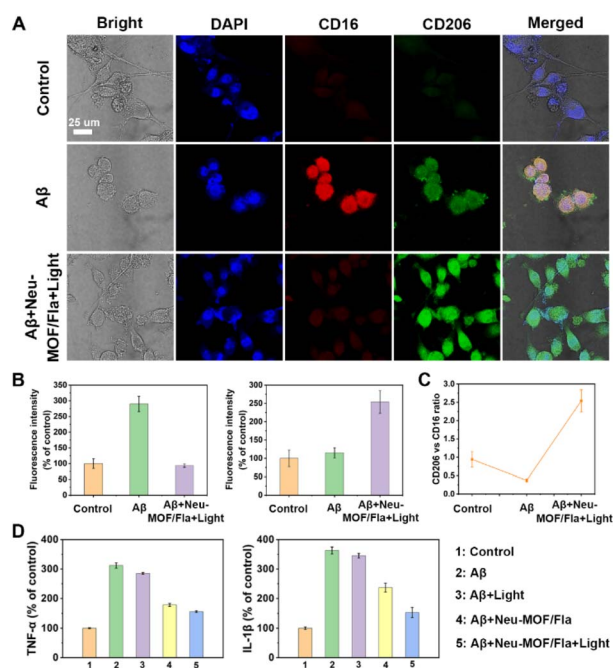 A
Bright DAPI CD16 CD206 Merged
Control
25 um
Aβ
Aβ+Neu-
MOF/Fla+Light
B
Fluorescence intensity
(% of control)
350
300
250
200
150
100
50
0
Control Aβ Aβ+Neu-
MOF/Fla+Light
Fluorescence intensity
(% of control)
350
300
250
200
150
100
50
0
Control Aβ Aβ+Neu-
MOF/Fla+Light
C
CD206 vs CD16 ratio
3.0
2.5
2.0
1.5
1.0
0.5
0.0
Control Aβ Aβ+Neu-
MOF/Fla+Light
D
TNF-α (% of control)
400
300
200
100
0
1 2 3 4 5
IL-1β (% of control)
400
300
200
100
0
1 2 3 4 5
1: Control
2: Aβ
3: Aβ+Light
4: Aβ+Neu-MOF/Fla
5: Aβ+Neu-MOF/Fla+Light